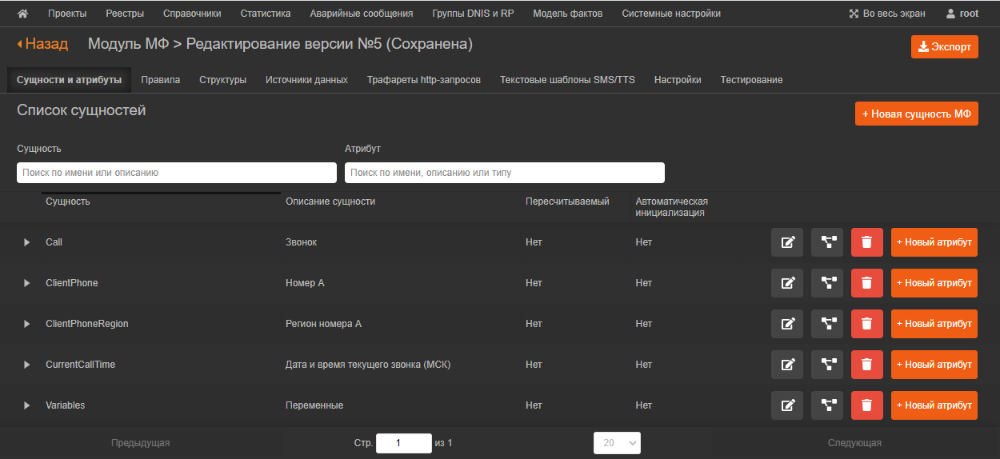 Проекты Реестры Справочники Статистика Аварийные сообщения Группы DNIS и RP Модель фактов Системные настройки Во весь экран root
Назад Модуль МФ > Редактирование версии №5 (Сохранена) Экспорт
Сущности и атрибуты Правила Структуры Источники данных Трафареты http-запросов Текстовые шаблоны SMS/TTS Настройки Тестирование
Список сущностей + Новая сущность МФ
Сущность Атрибут
Поиск по имени или описанию Поиск по имени, описанию или типу
Сущность Описание сущности Пересчитываемый Автоматическая
инициализация
Call Звонок Нет Нет + Новый атрибут
ClientPhone Номер А Нет Нет + Новый атрибут
ClientPhoneRegion Регион номера А Нет Нет + Новый атрибут
CurrentCallTime Дата и время текущего звонка (МСК) Нет Нет + Новый атрибут
Variables Переменные Нет Нет + Новый атрибут
Предыдущая Стр. 1 из 1 20 Следующая